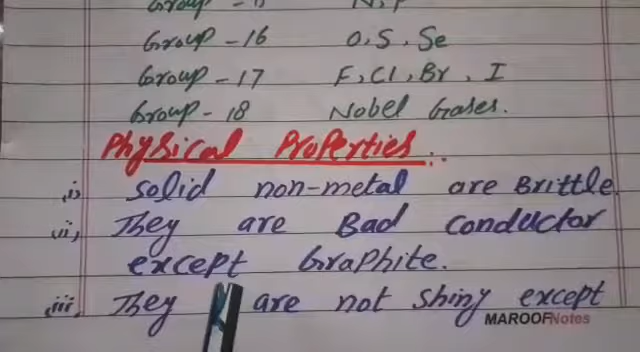 Group - 16 O, S, Se
Group - 17 F, Cl, Br, I
Group - 18 Nobel Gases.
Physical Properties:
i) Solid non-metal are Brittle.
ii) They are Bad conductor
except Graphite.
iii) They are not shiny except
MAROOFNotes